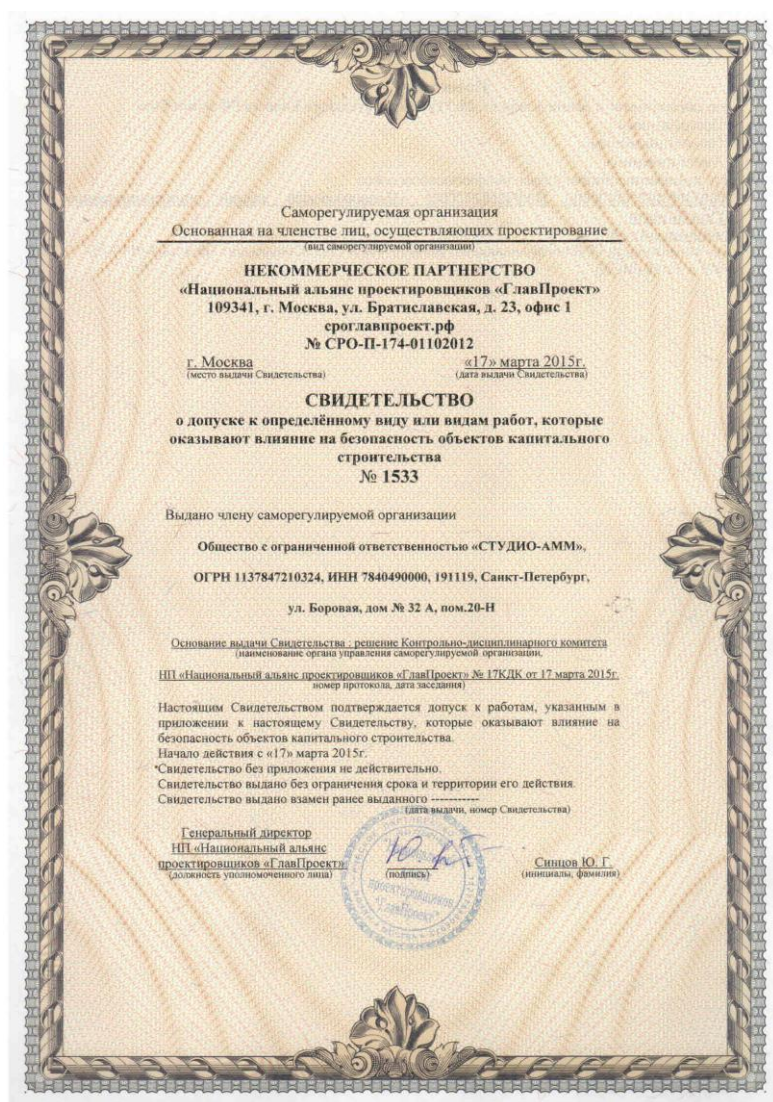 Саморегулируемая организация
Основанная на членстве лиц, осуществляющих проектирование
(вид саморегулируемой организации)
НЕКОММЕРЧЕСКОЕ ПАРТНЕРСТВО
«Национальный альянс проектировщиков «ГлавПроект»
109341, г. Москва, ул. Братиславская, д. 23, офис 1
сроглавпроект.рф
№ СРО-П-174-01102012
г. Москва «17» марта 2015г.
(место выдачи Свидетельства) (дата выдачи Свидетельства)
СВИДЕТЕЛЬСТВО
о допуске к определённому виду или видам работ, которые
оказывают влияние на безопасность объектов капитального
строительства
№ 1533
Выдано члену саморегулируемой организации
Общество с ограниченной ответственностью «СТУДИО-АММ»,
ОГРН 1137847210324, ИНН 7840490000, 191119, Санкт-Петербург,
ул. Боровая, дом № 32 А, пом.20-Н
Основание выдачи Свидетельства : решение Контрольно-дисциплинарного комитета
(наименование органа управления саморегулируемой организации,
НП «Национальный альянс проектировщиков «ГлавПроект» № 17КДК от 17 марта 2015г.
номер протокола, дата заседания)
Настоящим Свидетельством подтверждается допуск к работам, указанным в
приложении к настоящему Свидетельству, которые оказывают влияние на
безопасность объектов капитального строительства.
Начало действия с «17» марта 2015г.
Свидетельство без приложения не действительно.
Свидетельство выдано без ограничения срока и территории его действия.
Свидетельство выдано взамен ранее выданного -----------
(дата выдачи, номер Свидетельства)
Генеральный директор
НП «Национальный альянс
проектировщиков «ГлавПроект»
(должность уполномоченного лица) (подпись) Синцов Ю. Г.
(инициалы, фамилия)
проектировщиков
«ГлавПроект»